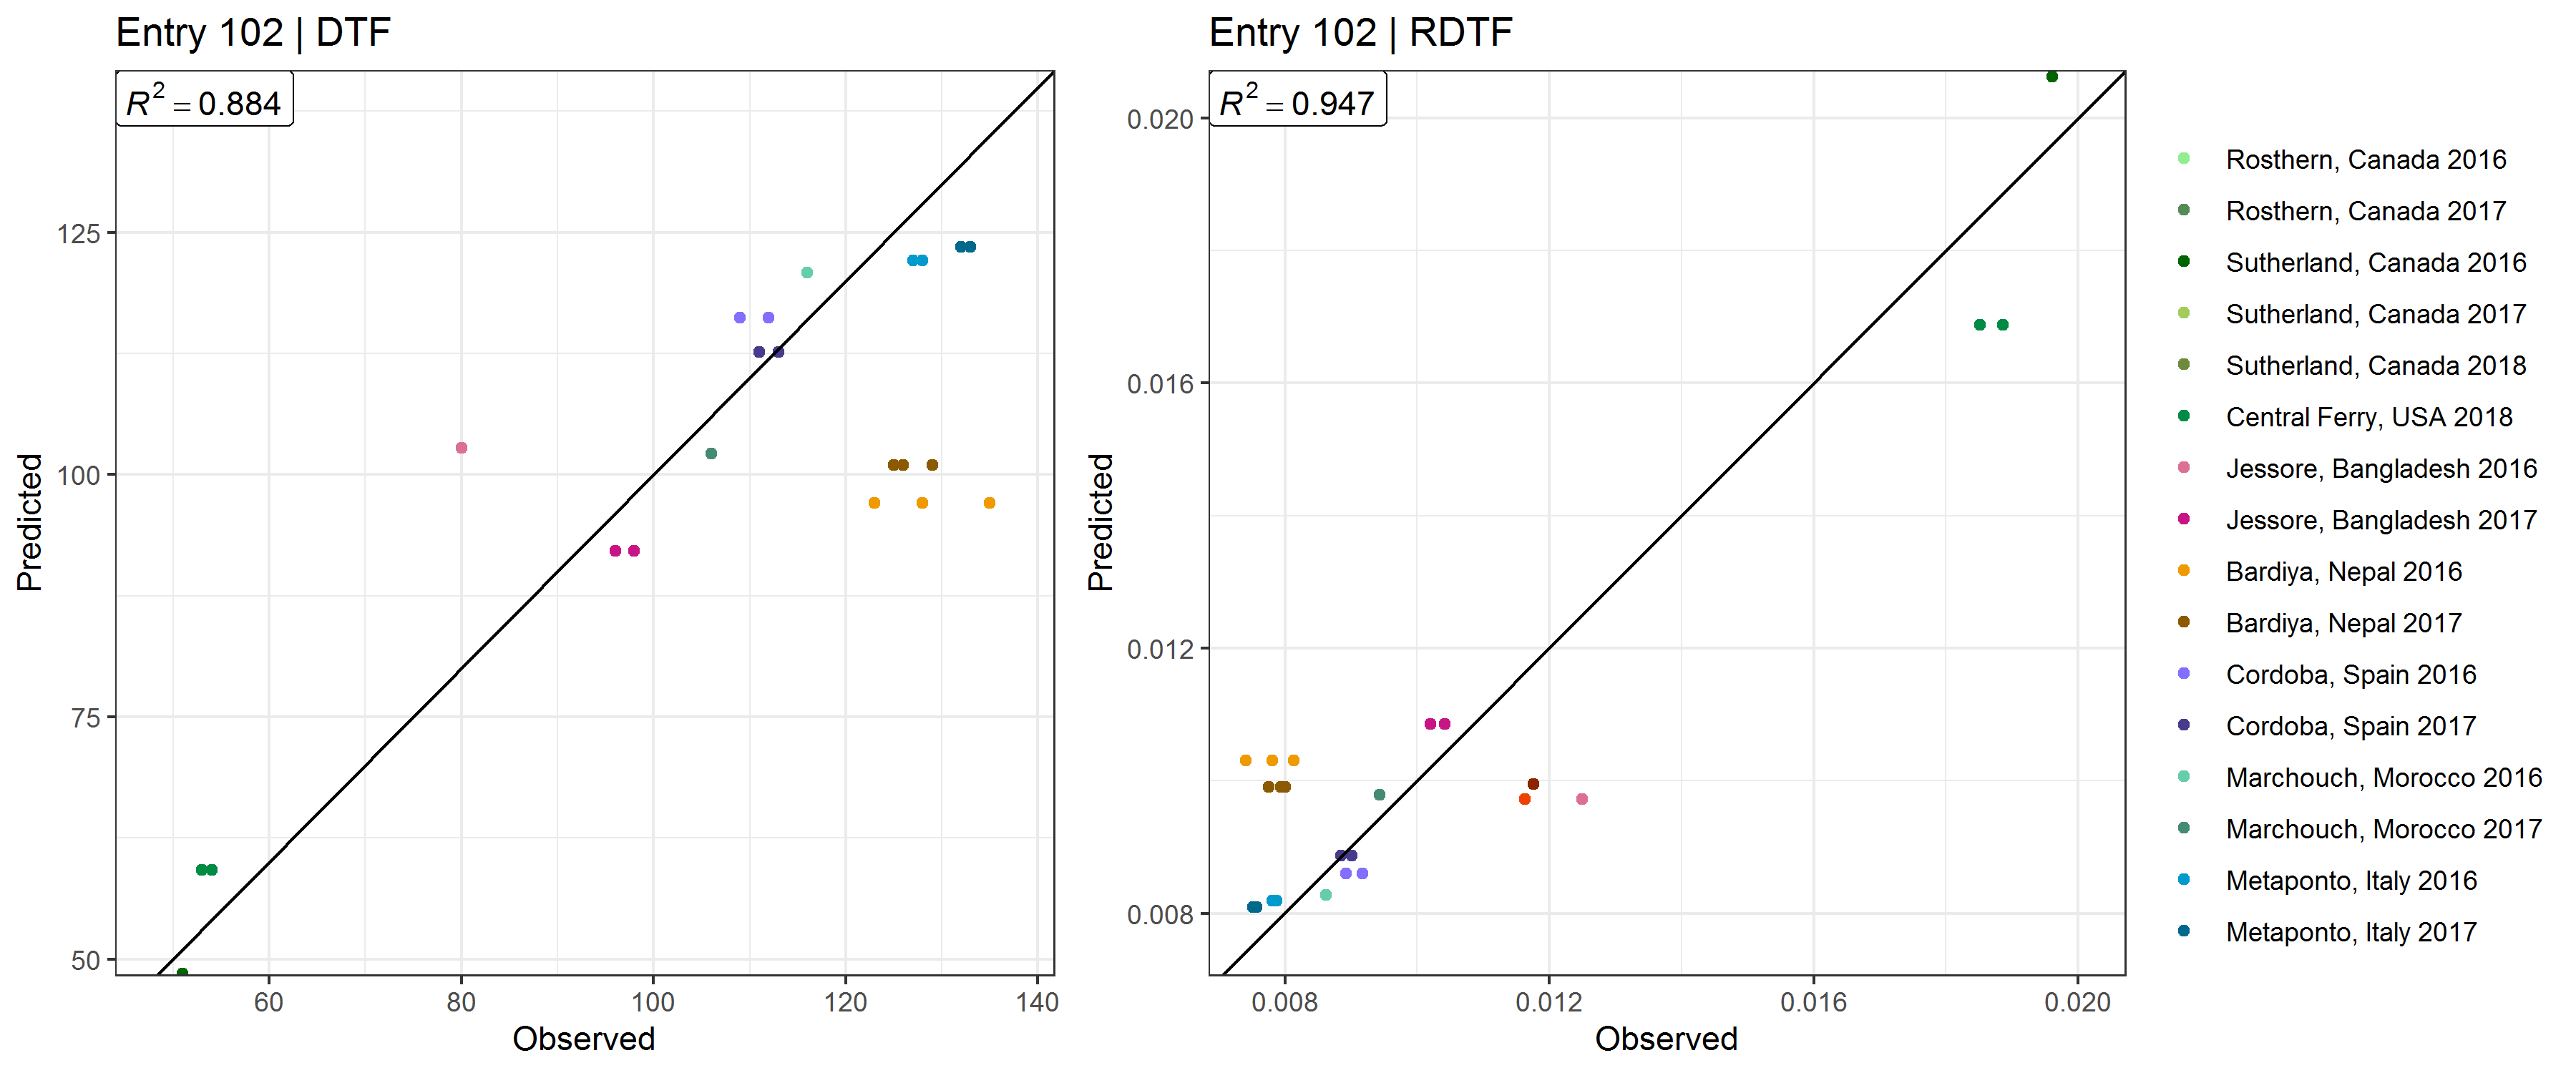 Entry 102 | DTF
R² = 0.884
125
100
75
50
Predicted
60 80 100 120 140
Observed
Entry 102 | RDTF
R² = 0.947
0.020
0.016
0.012
0.008
Predicted
0.008 0.012 0.016 0.020
Observed
Rosthern, Canada 2016
Rosthern, Canada 2017
Sutherland, Canada 2016
Sutherland, Canada 2017
Sutherland, Canada 2018
Central Ferry, USA 2018
Jessore, Bangladesh 2016
Jessore, Bangladesh 2017
Bardiya, Nepal 2016
Bardiya, Nepal 2017
Cordoba, Spain 2016
Cordoba, Spain 2017
Marchouch, Morocco 2016
Marchouch, Morocco 2017
Metaponto, Italy 2016
Metaponto, Italy 2017